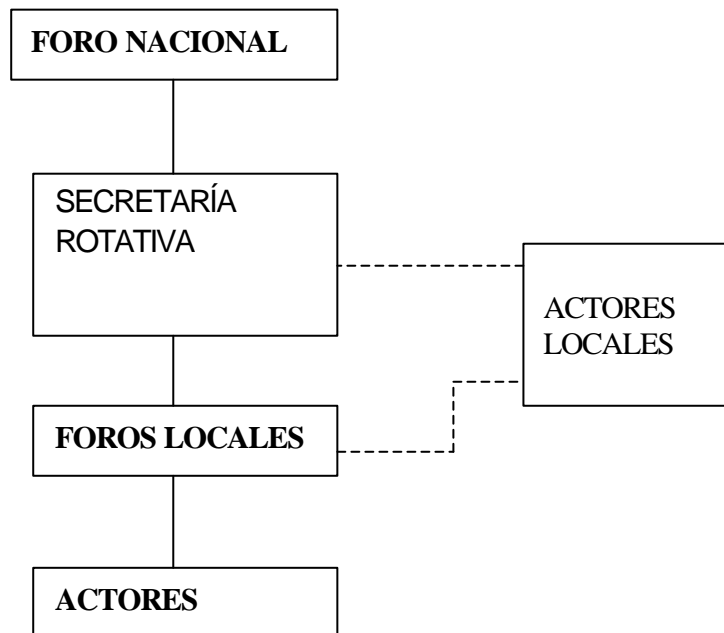 FORO NACIONAL
SECRETARÍA
ROTATIVA
ACTORES
LOCALES
FOROS LOCALES
ACTORES